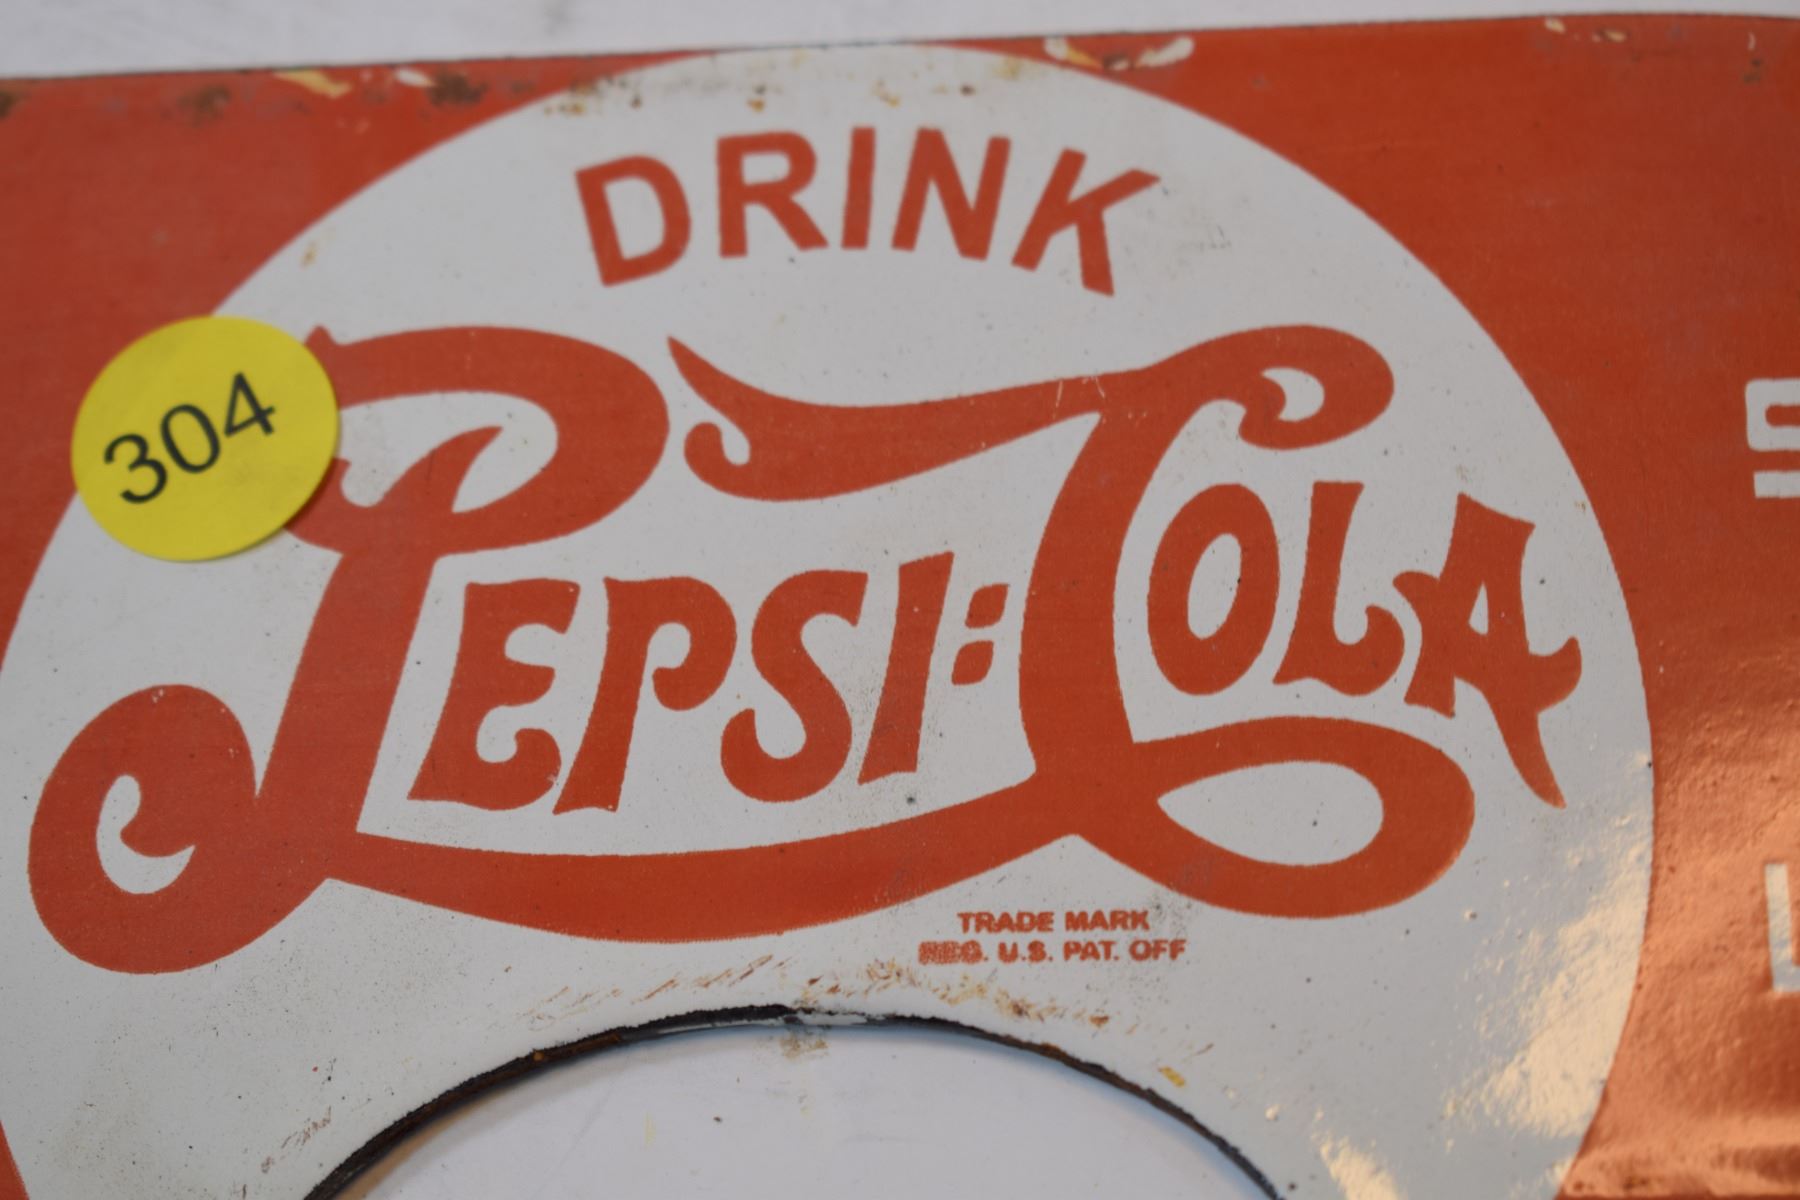 DRINK
304
PEPSI:COLA
TRADE MARK
REG. U.S. PAT. OFF